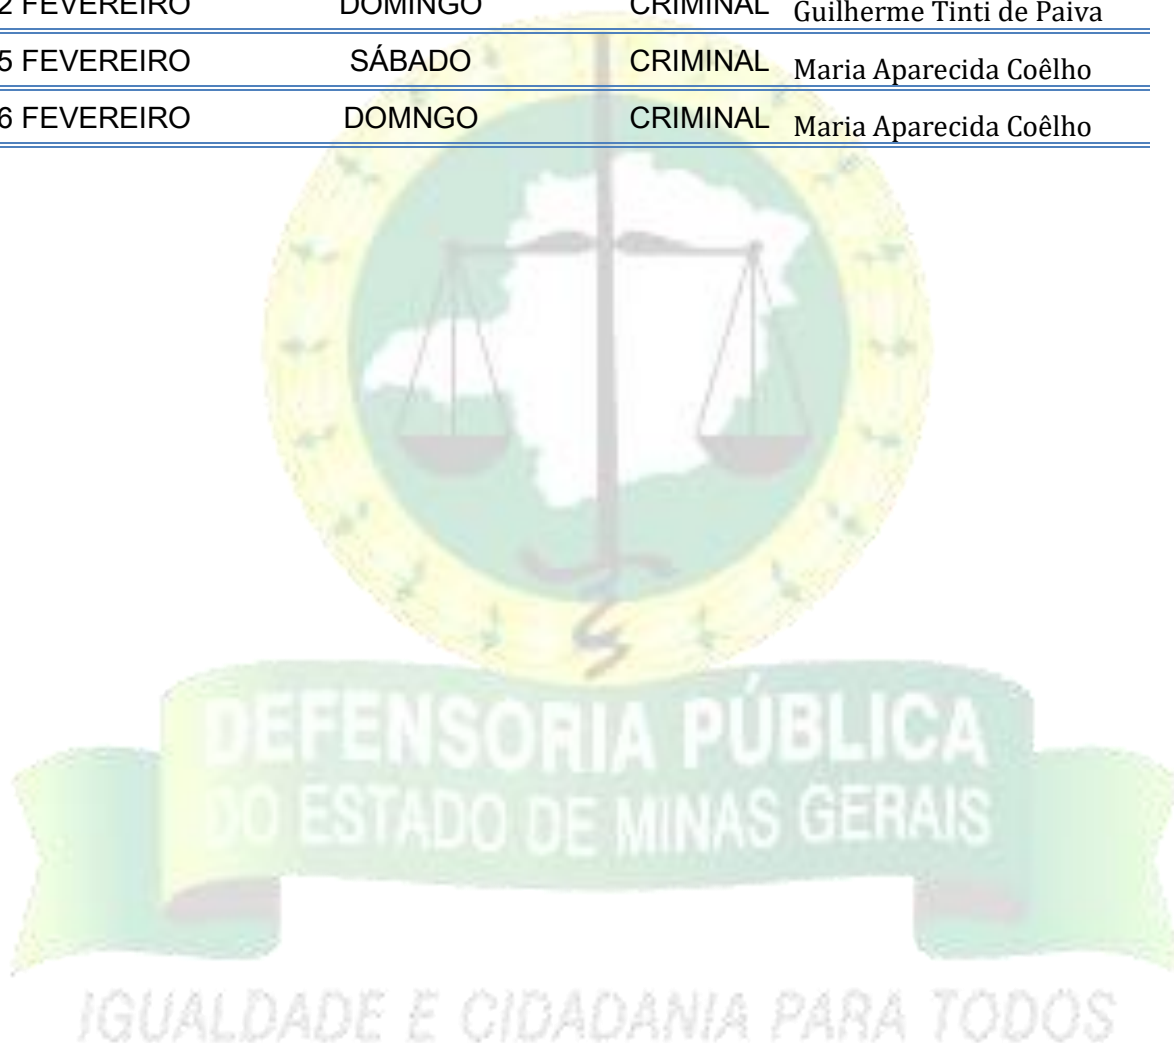 2 FEVEREIRO DOMINGO CRIMINAL Guilherme Tinti de Paiva
5 FEVEREIRO SÁBADO CRIMINAL Maria Aparecida Coêlho
6 FEVEREIRO DOMNGO CRIMINAL Maria Aparecida Coêlho
DEFENSORIA PÚBLICA
DO ESTADO DE MINAS GERAIS
IGUALDADE E CIDADANIA PARA TODOS